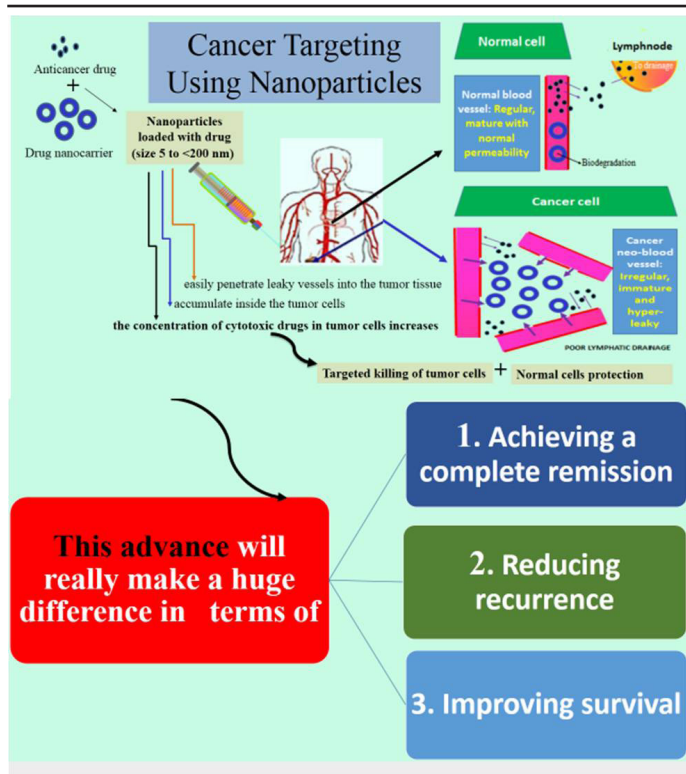 Cancer Targeting
Using Nanoparticles
Anticancer drug
+
Drug nanocarrier
Nanoparticles
loaded with drug
(size 5 to <200 nm)
Normal cell
Lymphnode
To drainage
Normal blood
vessel: Regular,
mature with
normal
permeability
Biodegradation
Cancer cell
Cancer
neo-blood
vessel:
Irregular,
immature
and
hyper-
leaky
POOR LYMPHATIC DRAINAGE
easily penetrate leaky vessels into the tumor tissue
accumulate inside the tumor cells
the concentration of cytotoxic drugs in tumor cells increases
Targeted killing of tumor cells + Normal cells protection
This advance will
really make a huge
difference in terms of
1. Achieving a
complete remission
2. Reducing
recurrence
3. Improving survival